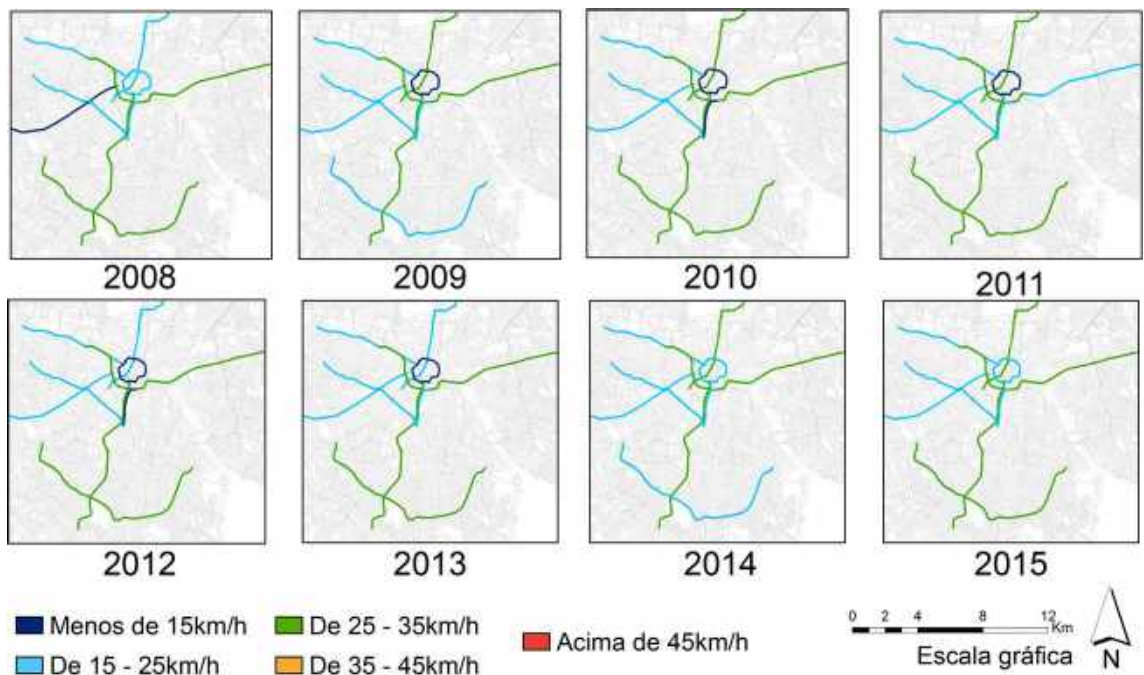 2008
2009
2010
2011
2012
2013
2014
2015
Menos de 15km/h
De 25 - 35km/h
Acima de 45km/h
De 15 - 25km/h
De 35 - 45km/h
0 2 4 8 12
Km
Escala gráfica
N